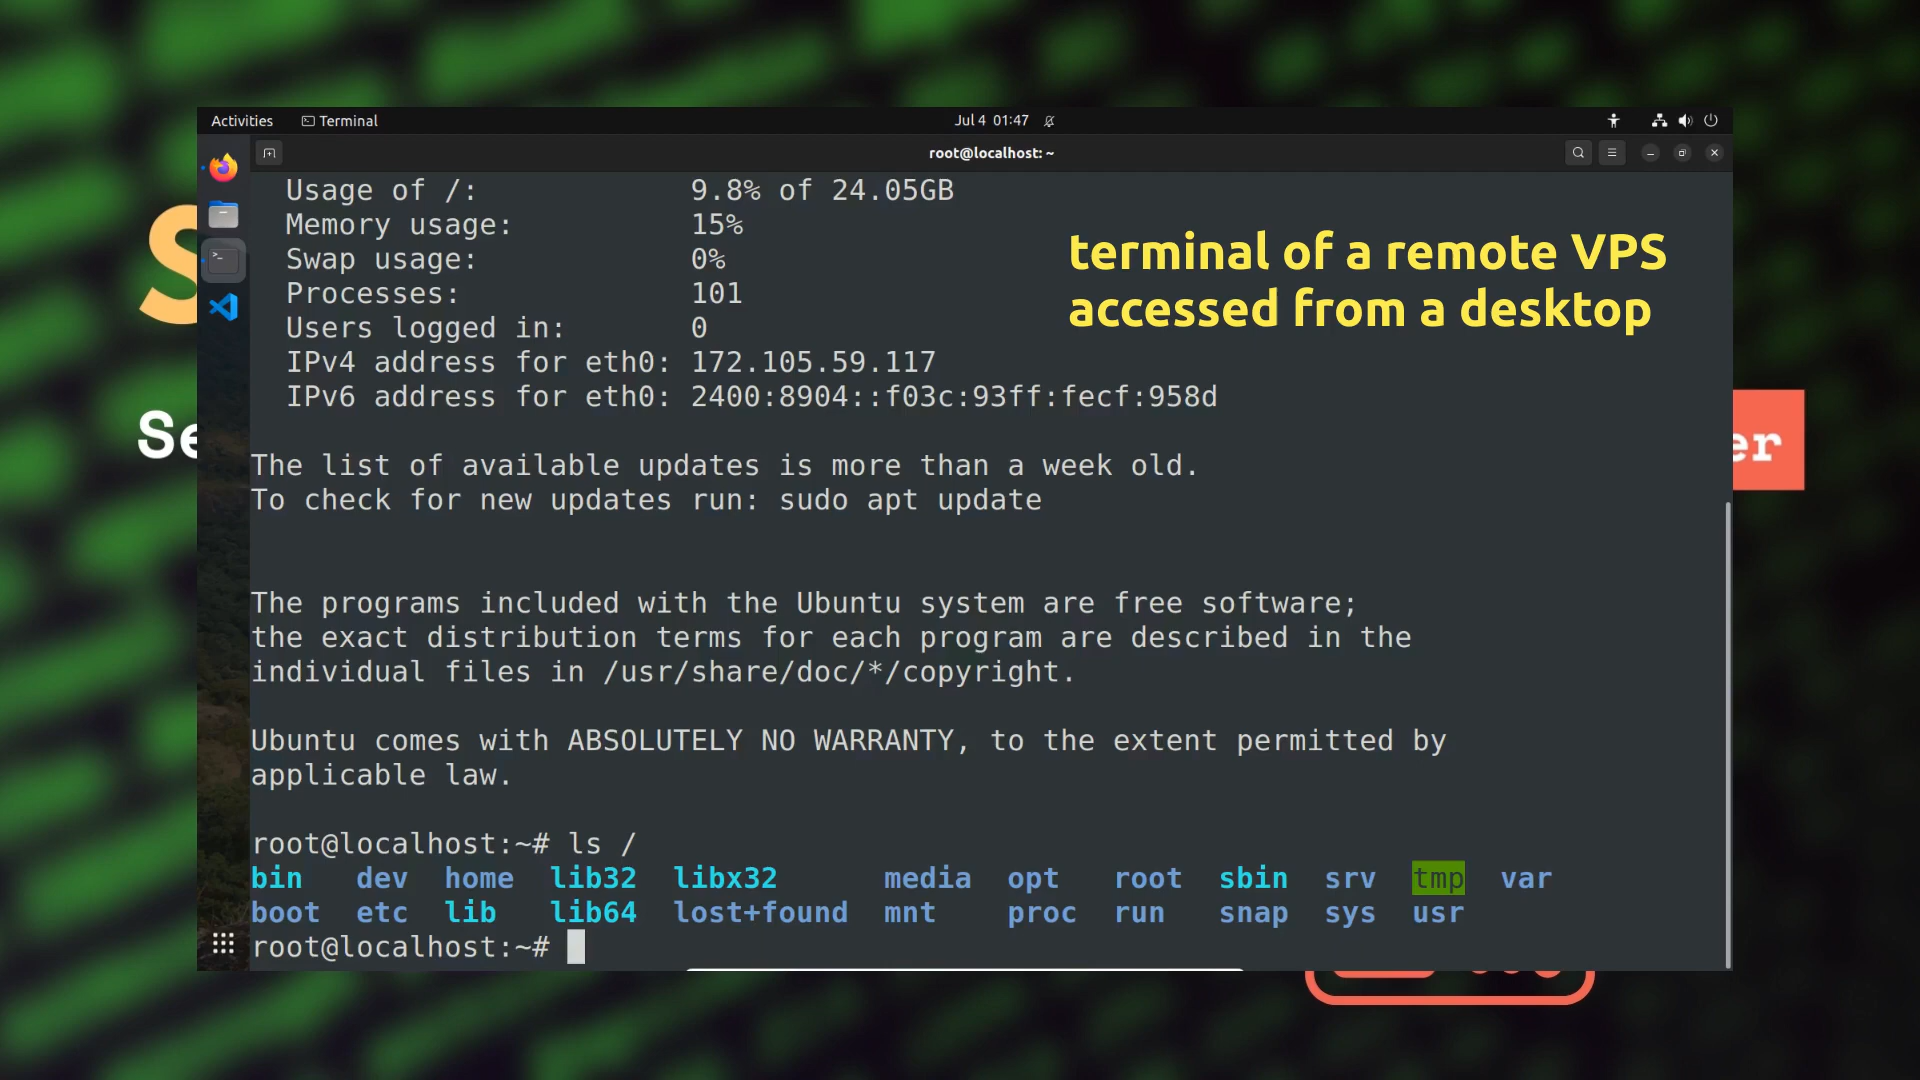 Activities Terminal Jul 4 01:47
root@localhost: ~
Usage of /: 9.8% of 24.05GB
Memory usage: 15%
Swap usage: 0%
Processes: 101
Users logged in: 0
IPv4 address for eth0: 172.105.59.117
IPv6 address for eth0: 2400:8904::f03c:93ff:fecf:958d
terminal of a remote VPS
accessed from a desktop
The list of available updates is more than a week old.
To check for new updates run: sudo apt update
The programs included with the Ubuntu system are free software;
the exact distribution terms for each program are described in the
individual files in /usr/share/doc/*/copyright.
Ubuntu comes with ABSOLUTELY NO WARRANTY, to the extent permitted by
applicable law.
root@localhost:~# ls /
bin dev home lib32 libx32 media opt root sbin srv tmp var
boot etc lib lib64 lost+found mnt proc run snap sys usr
root@localhost:~#